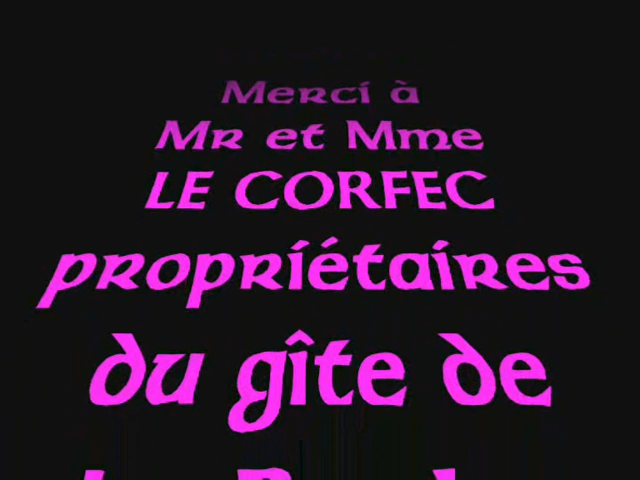 Merci à
Mr et Mme
LE CORFEC
propriétaires
du gîte de